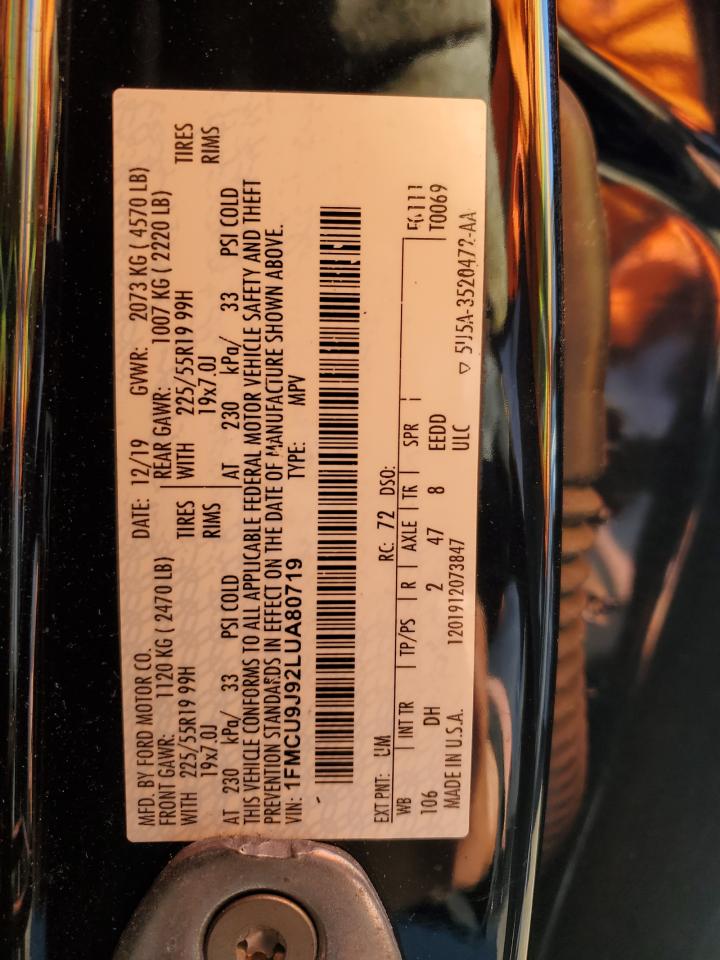 MFD. BY FORD MOTOR CO. DATE: 12/19 GVWR: 2073 KG ( 4570 LB)
FRONT GAWR: 1120 KG ( 2470 LB) REAR GAWR: 1007 KG ( 2220 LB)
WITH 225/55R19 99H TIRES WITH 225/55R19 99H TIRES
19x7.0J RIMS 19x7.0J RIMS
AT 230 kPa/ 33 PSI COLD AT 230 kPa/ 33 PSI COLD
THIS VEHICLE CONFORMS TO ALL APPLICABLE FEDERAL MOTOR VEHICLE SAFETY AND THEFT
PREVENTION STANDARDS IN EFFECT ON THE DATE OF MANUFACTURE SHOWN ABOVE.
VIN: 1FMCU9J92LUA80719 TYPE: MPV
EXT PNT: UM RC: 72 DSO:
WB INT TR TP/PS R AXLE TR SPR
106 DH 2 47 8 EEDD T0069
MADE IN U.S.A. 1201912073847 ULC